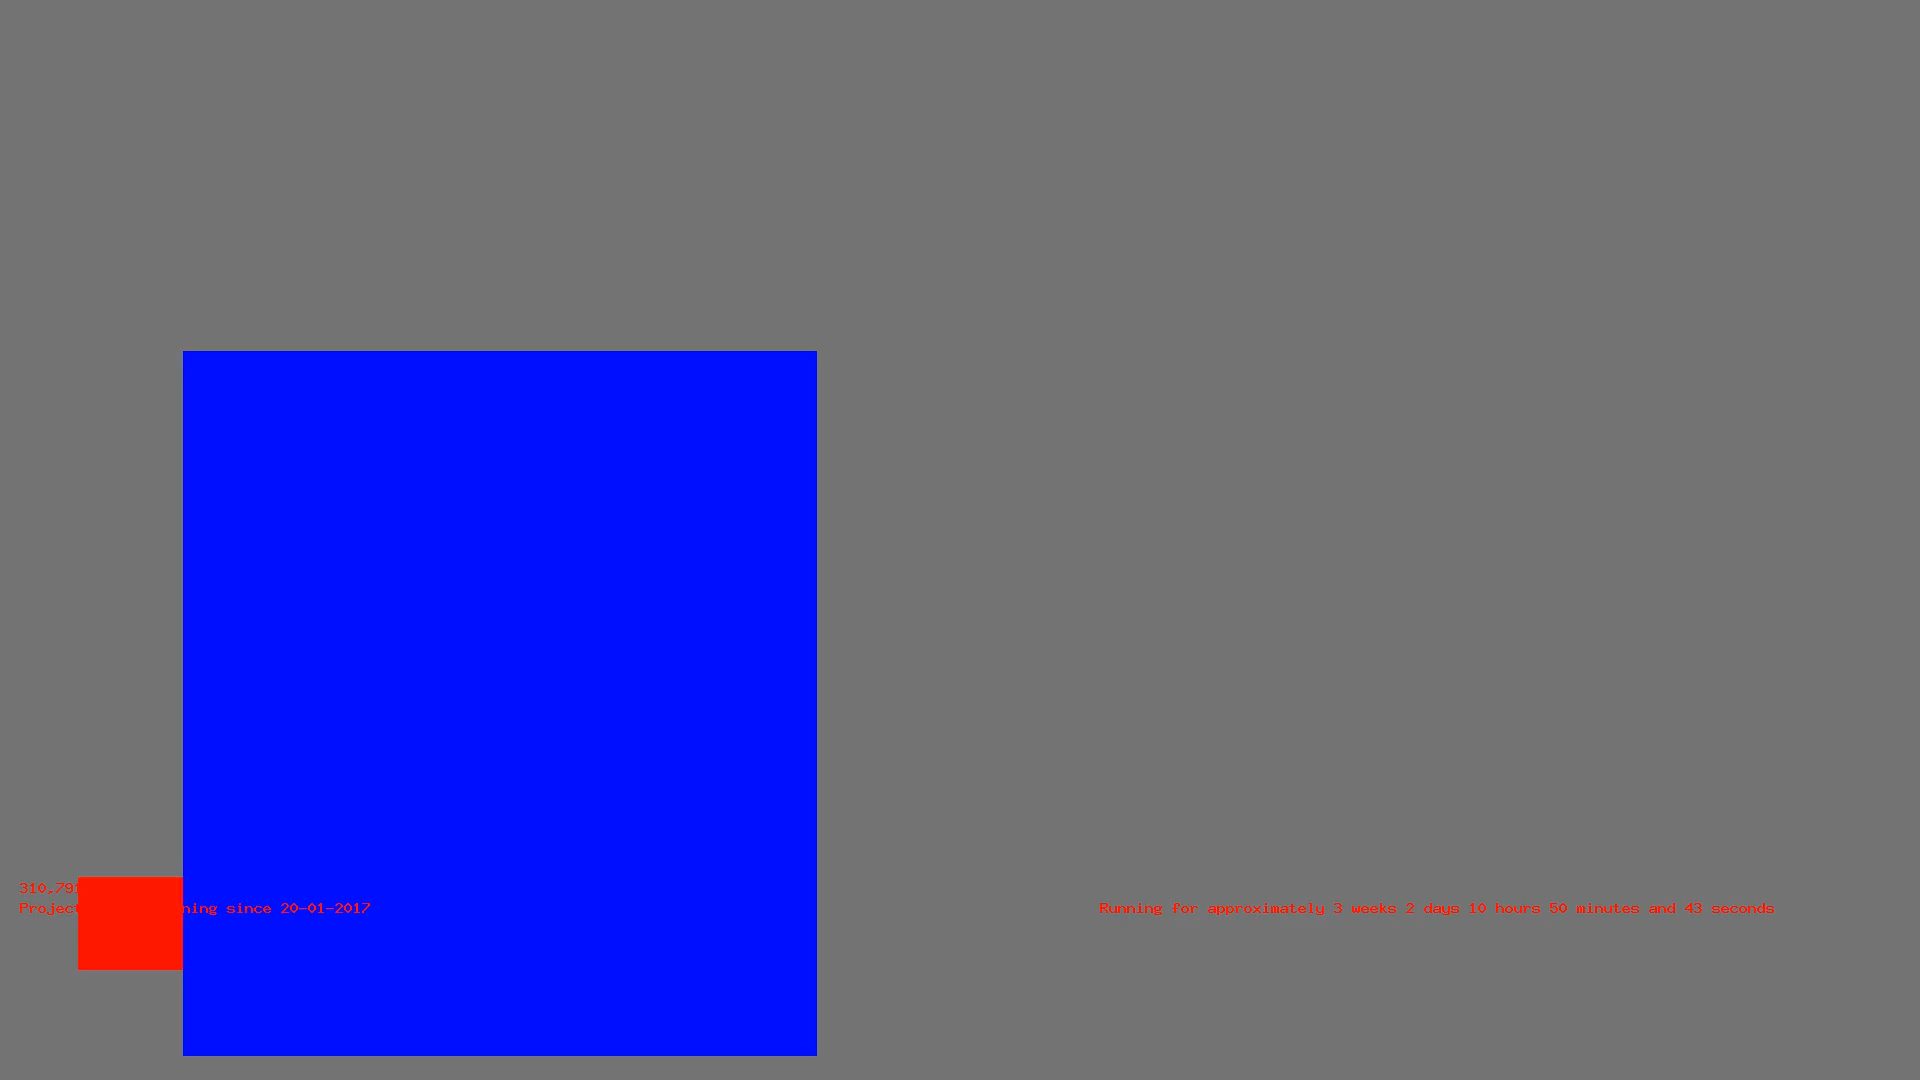 310.79
Project ning since 20-01-2017
Running for approximately 3 weeks 2 days 10 hours 50 minutes and 43 seconds